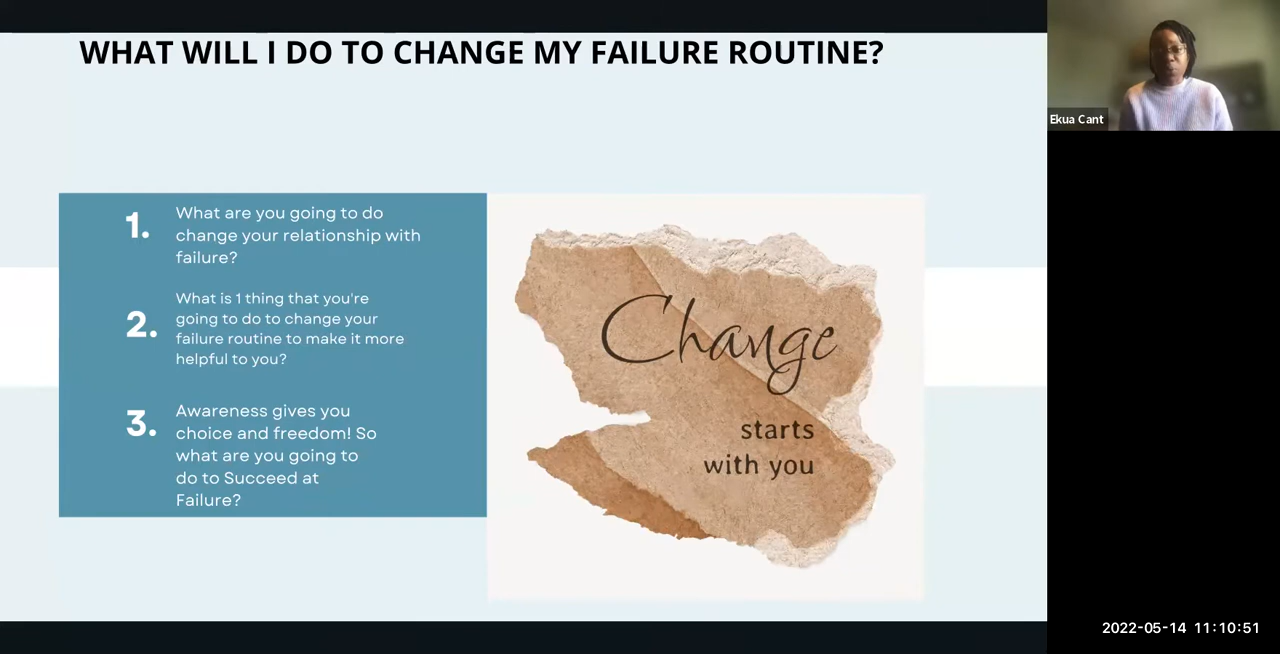 WHAT WILL I DO TO CHANGE MY FAILURE ROUTINE?
Ekua Cant
1.
What are you going to do
change your relationship with
failure?
2.
What is 1 thing that you're
going to do to change your
failure routine to make it more
helpful to you?
3.
Awareness gives you
choice and freedom! So
what are you going to
do to Succeed at
Failure?
Change
starts
with you
2022-05-14 11:10:51